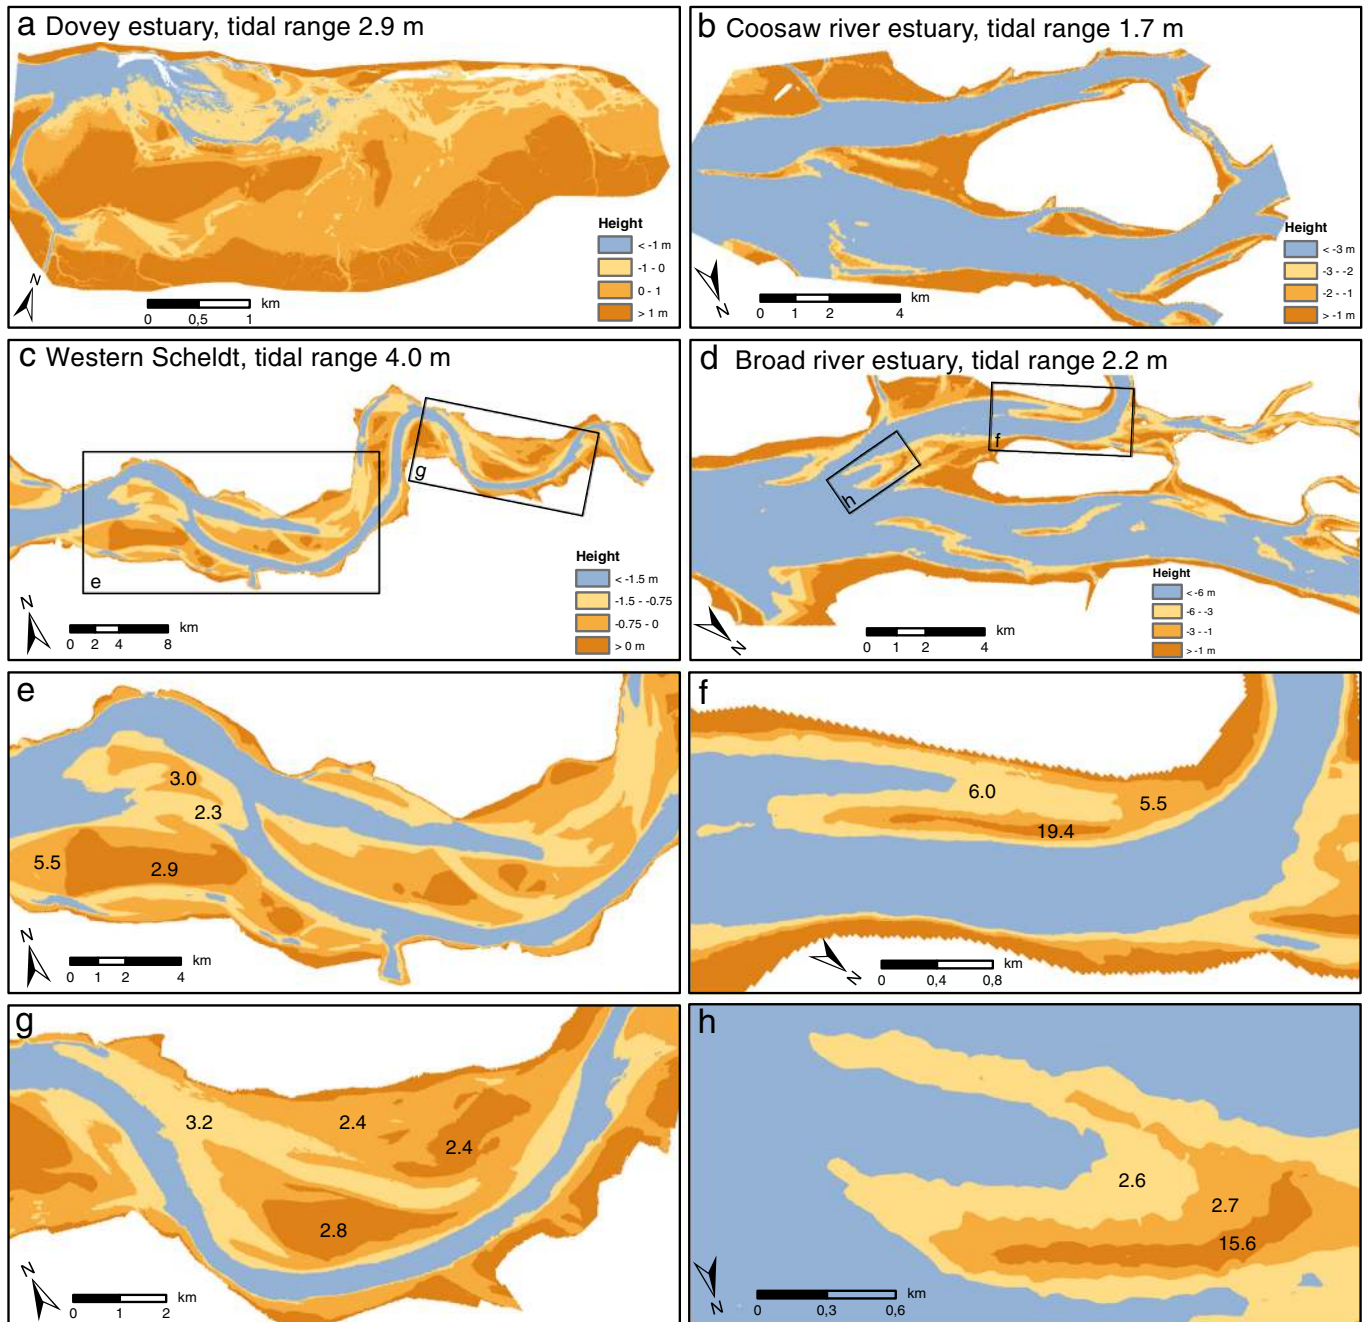 a Dovey estuary, tidal range 2.9 m
Height
< -1 m
-1 - 0
0 - 1
> 1 m
N
km
0 0,5 1
b Coosaw river estuary, tidal range 1.7 m
Height
< -3 m
-3 - -2
-2 - -1
> -1 m
N
km
0 1 2 4
c Western Scheldt, tidal range 4.0 m
g
e
Height
< -1.5 m
-1.5 - -0.75
-0.75 - 0
> 0 m
N
km
0 2 4 8
d Broad river estuary, tidal range 2.2 m
f
h
Height
< -6 m
-6 - -3
-3 - -1
> -1 m
N
km
0 1 2 4
e
3.0
2.3
5.5 2.9
N
km
0 1 2 4
f
6.0 5.5
19.4
N
km
0 0,4 0,8
g
3.2 2.4
2.4
2.8
N
km
0 1 2
h
2.6
2.7
15.6
N
km
0 0,3 0,6